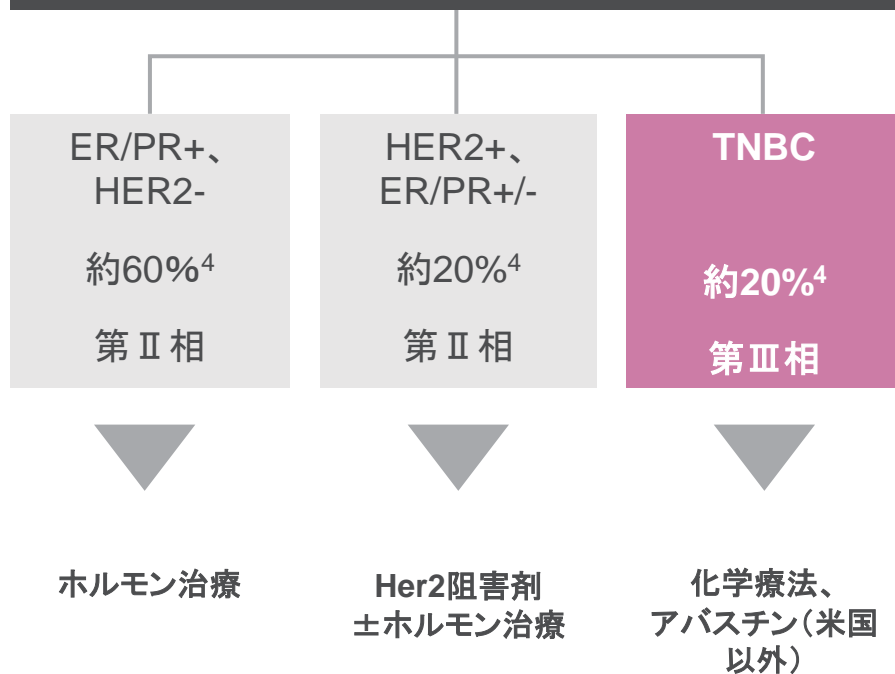 ER/PR+、
HER2-
約60%4
第Ⅱ相
HER2+、
ER/PR+/-
約20%4
第Ⅱ相
TNBC
約20%4
第Ⅲ相
ホルモン治療
Her2阻害剤
±ホルモン治療
化学療法、
アバスチン（米国
以外）